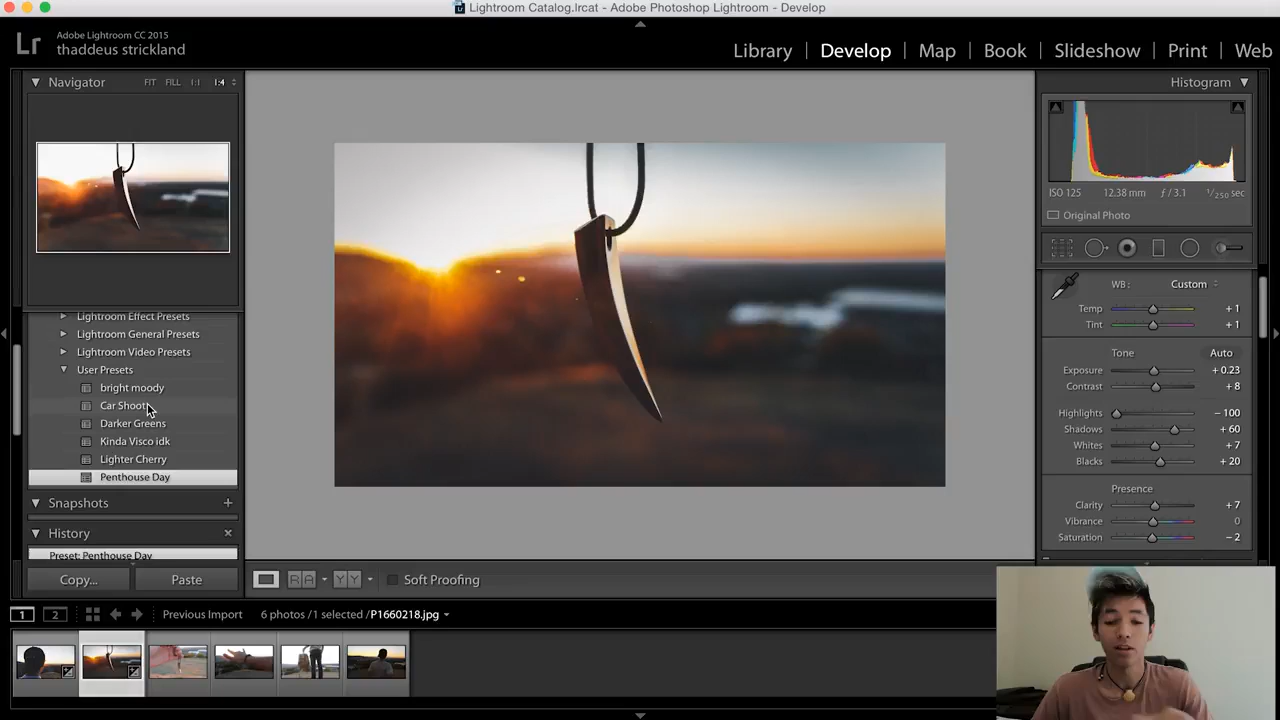 Lightroom Catalog.lrcat - Adobe Photoshop Lightroom - Develop
Lr
Adobe Lightroom CC 2015
thaddeus strickland
Library | Develop | Map | Book | Slideshow | Print | Web
Navigator FIT FILL 1:1 1:4
Histogram
ISO 125 12.38 mm ƒ / 3.1 1/250 sec
Original Photo
WB: Custom
Temp + 1
Tint + 1
Tone Auto
Exposure + 0.23
Contrast + 8
Highlights − 100
Shadows + 60
Whites + 7
Blacks + 20
Presence
Clarity + 7
Vibrance 0
Saturation − 2
Lightroom Effect Presets
Lightroom General Presets
Lightroom Video Presets
User Presets
bright moody
Car Shoot
Darker Greens
Kinda Visco idk
Lighter Cherry
Penthouse Day
Snapshots +
History ×
Preset: Penthouse Day
Copy... Paste
R A Y Y Soft Proofing
1 2 Previous Import 6 photos /1 selected /P1660218.jpg